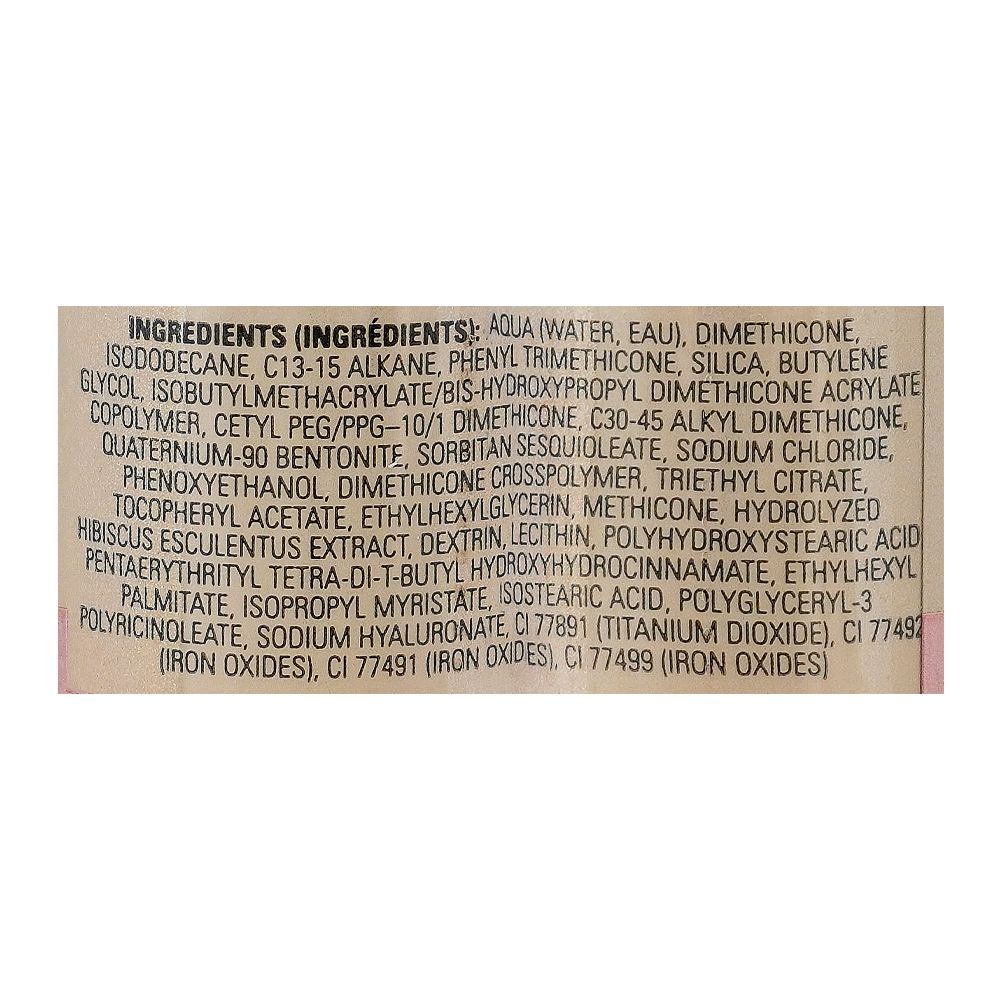 INGREDIENTS (INGRÉDIENTS): AQUA (WATER, EAU), DIMETHICONE,
ISODODECANE, C13-15 ALKANE, PHENYL TRIMETHICONE, SILICA, BUTYLENE
GLYCOL, ISOBUTYLMETHACRYLATE/BIS-HYDROXYPROPYL DIMETHICONE ACRYLATE
COPOLYMER, CETYL PEG/PPG–10/1 DIMETHICONE, C30-45 ALKYL DIMETHICONE,
QUATERNIUM-90 BENTONITE, SORBITAN SESQUIOLEATE, SODIUM CHLORIDE,
PHENOXYETHANOL, DIMETHICONE CROSSPOLYMER, TRIETHYL CITRATE,
TOCOPHERYL ACETATE, ETHYLHEXYLGLYCERIN, METHICONE, HYDROLYZED
HIBISCUS ESCULENTUS EXTRACT, DEXTRIN, LECITHIN, POLYHYDROXYSTEARIC ACID
PENTAERYTHRITYL TETRA-DI-T-BUTYL HYDROXYHYDROCINNAMATE, ETHYLHEXYL
PALMITATE, ISOPROPYL MYRISTATE, ISOSTEARIC ACID, POLYGLYCERYL-3
POLYRICINOLEATE, SODIUM HYALURONATE, CI 77891 (TITANIUM DIOXIDE), CI 77492
(IRON OXIDES), CI 77491 (IRON OXIDES), CI 77499 (IRON OXIDES)